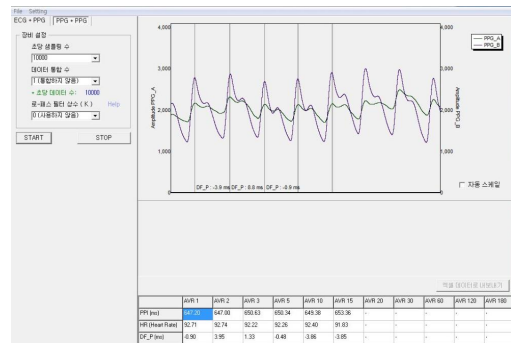 File Setting
ECG + PPG PPG + PPG
장비 설정
초당 샘플링 수
10000
데이터 통합 수
1 (통합하지 않음)
* 초당 데이터 수: 10000
로-패스 필터 상수 ( K ) Help
0 (사용하지 않음)
START STOP
4,000
3,000
2,000
1,000
0
Amplitude PPG_A
4,000
3,000
2,000
1,000
0
Amplitude PPG_B
PPG_A
PPG_B
DF_P : -3.9 ms DF_P : 0.8 ms DF_P : -0.9 ms
자동 스케일
엑셀 데이터로 내보내기
AVR 1 AVR 2 AVR 3 AVR 5 AVR 10 AVR 15 AVR 20 AVR 30 AVR 60 AVR 120 AVR 180
PPI (ms) 647.20 647.00 650.63 650.34 649.38 653.36 - - - - -
HR (Heart Rate) 92.71 92.74 92.22 92.26 92.40 91.83 - - - - -
DF_P (ms) -0.90 3.95 1.33 -0.48 -3.86 -3.85 - - - - -